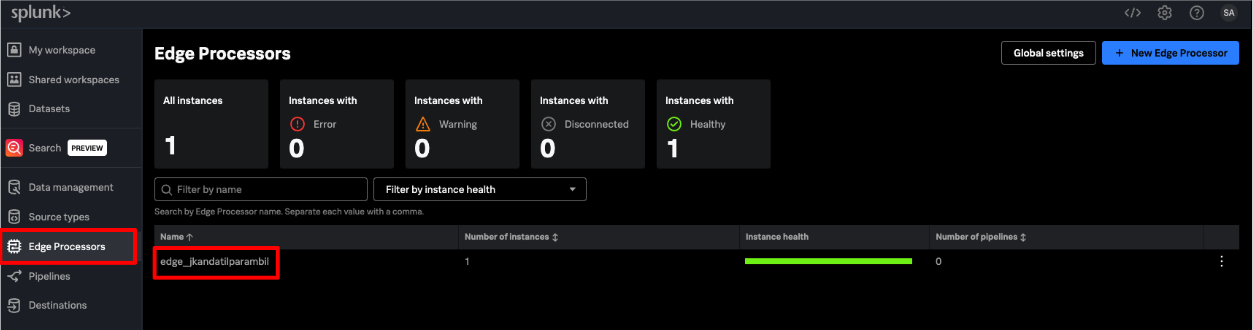 splunk>
</>
SA
My workspace
Shared workspaces
Datasets
Search PREVIEW
Data management
Source types
Edge Processors
Pipelines
Destinations
Edge Processors
Global settings
+ New Edge Processor
All instances
1
Instances with
Error
0
Instances with
Warning
0
Instances with
Disconnected
0
Instances with
Healthy
1
Filter by name
Filter by instance health
Search by Edge Processor name. Separate each value with a comma.
Name Number of instances Instance health Number of pipelines
edge_jkandatilparambil 1 0